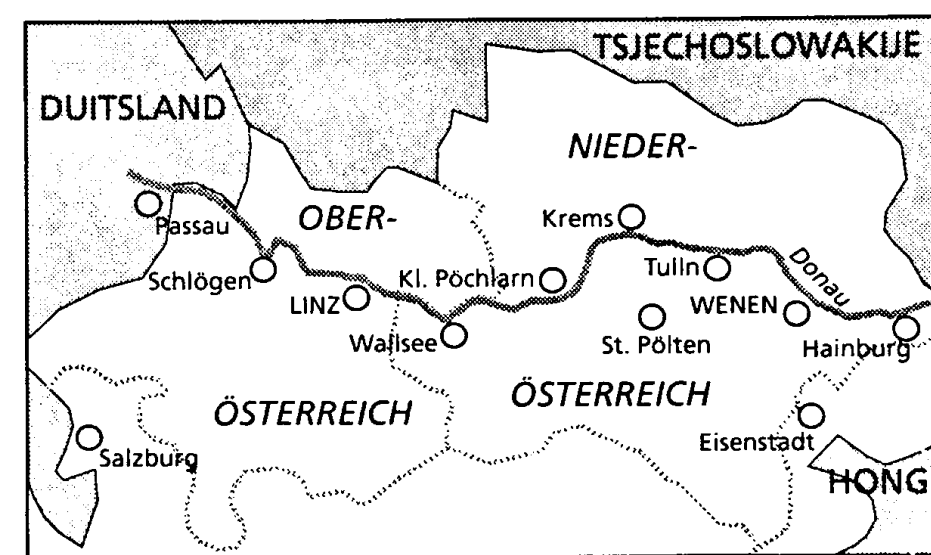 TSJECHOSLOWAKIJE
DUITSLAND
NIEDER-
OBER-
Krems
Passau
Donau
Schlögen
Kl. Pöchlarn
Tulln
LINZ
WENEN
Wallsee
St. Pölten
Hainburg
ÖSTERREICH
ÖSTERREICH
Eisenstadt
Salzburg
HONG